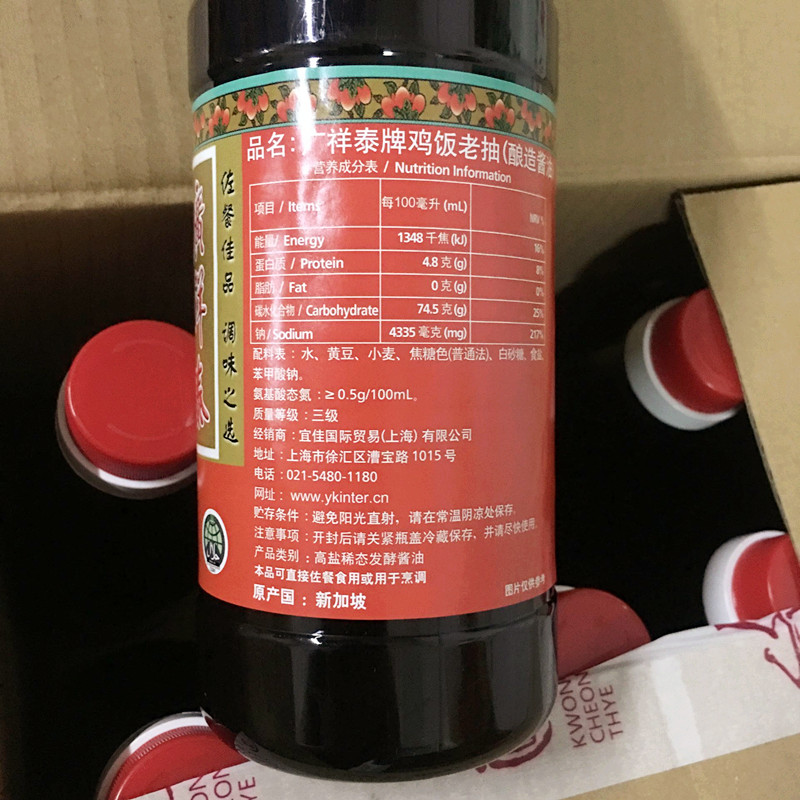 品名：广祥泰牌鸡饭老抽(酿造酱油
营养成分表 / Nutrition Information
项目 / Items 每100毫升 (mL) NRV %
能量/ Energy 1348 千焦 (kJ) 16%
蛋白质 / Protein 4.8 克 (g) 8%
脂肪 / Fat 0 克 (g) 0%
碳水化合物 / Carbohydrate 74.5 克 (g) 25%
钠/Sodium 4335 毫克 (mg) 217%
配料表：水、黄豆、小麦、焦糖色(普通法)、白砂糖、食盐、
苯甲酸钠。
氨基酸态氮：≥ 0.5g/100mL。
质量等级：三级
经销商：宜佳国际贸易(上海) 有限公司
地址：上海市徐汇区漕宝路 1015 号
电话：021-5480-1180
网址：www.ykinter.cn
贮存条件：避免阳光直射，请在常温阴凉处保存.
注意事项：开封后请关紧瓶盖冷藏保存，并请尽快使用.
产品类别：高盐稀态发酵酱油
本品可直接佐餐食用或用于烹调
原产国：新加坡
图片仅供参考
佐餐佳品 调味之选
KWONG
CHEONG
THYE